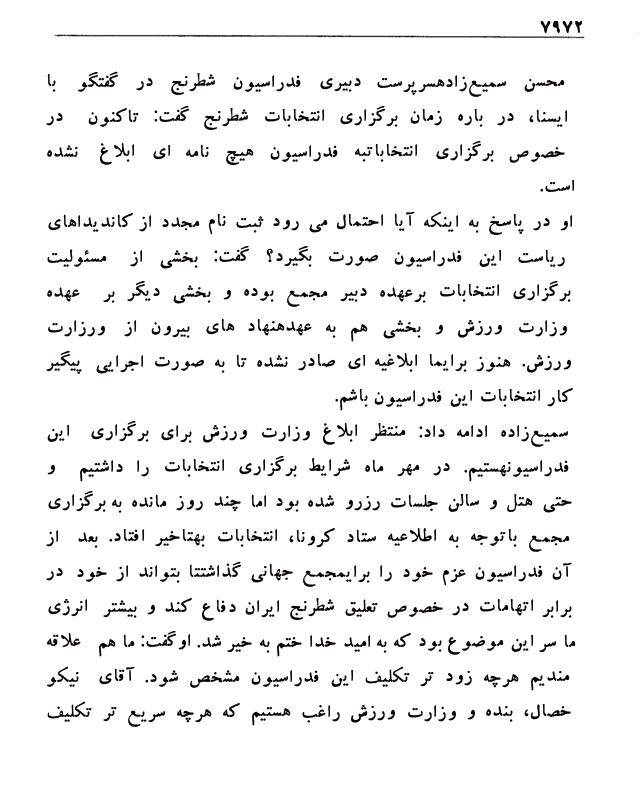 ۷۹۷۲
محسن سمیع‌زادهسرپرست دبیری فدراسیون شطرنج در گفتگو با
ایسنا، در باره زمان برگزاری انتخابات شطرنج گفت: تاکنون در
خصوص برگزاری انتخاباتبه فدراسیون هیچ نامه ای ابلاغ نشده
است.
او در پاسخ به اینکه آیا احتمال می رود ثبت نام مجدد از کاندیداهای
ریاست این فدراسیون صورت بگیرد؟ گفت: بخشی از مسئولیت
برگزاری انتخابات برعهده دبیر مجمع بوده و بخشی دیگر بر عهده
وزارت ورزش و بخشی هم به عهدهنهاد های بیرون از ورزارت
ورزش. هنوز برایما ابلاغیه ای صادر نشده تا به صورت اجرایی پیگیر
کار انتخابات این فدراسیون باشم.
سمیع‌زاده ادامه داد: منتظر ابلاغ وزارت ورزش برای برگزاری این
فدراسیونهستیم. در مهر ماه شرایط برگزاری انتخابات را داشتیم و
حتی هتل و سالن جلسات رزرو شده بود اما چند روز مانده به برگزاری
مجمع باتوجه به اطلاعیه ستاد کرونا، انتخابات بهتاخیر افتاد. بعد از
آن فدراسیون عزم خود را برایمجمع جهانی گذاشتتا بتواند از خود در
برابر اتهامات در خصوص تعلیق شطرنج ایران دفاع کند و بیشتر انرژی
ما سر این موضوع بود که به امید خدا ختم به خیر شد. اوگفت: ما هم علاقه
مندیم هرچه زود تر تکلیف این فدراسیون مشخص شود. آقای نیکو
خصال، بنده و وزارت ورزش راغب هستیم که هرچه سریع تر تکلیف